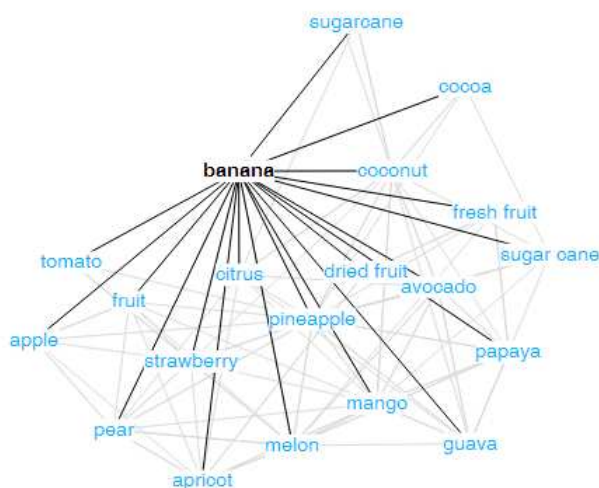 sugarcane
cocoa
banana
coconut
fresh fruit
sugar cane
tomato
citrus
dried fruit
avocado
fruit
pineapple
apple
strawberry
papaya
mango
pear
melon
guava
apricot